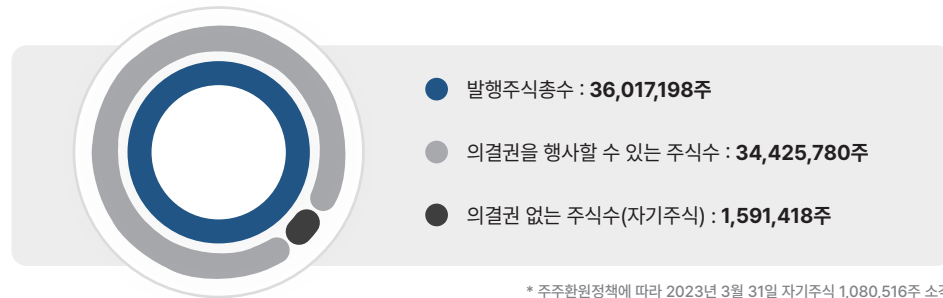 발행주식총수 : 36,017,198주
의결권을 행사할 수 있는 주식수 : 34,425,780주
의결권 없는 주식수(자기주식) : 1,591,418주
* 주주환원정책에 따라 2023년 3월 31일 자기주식 1,080,516주 소각